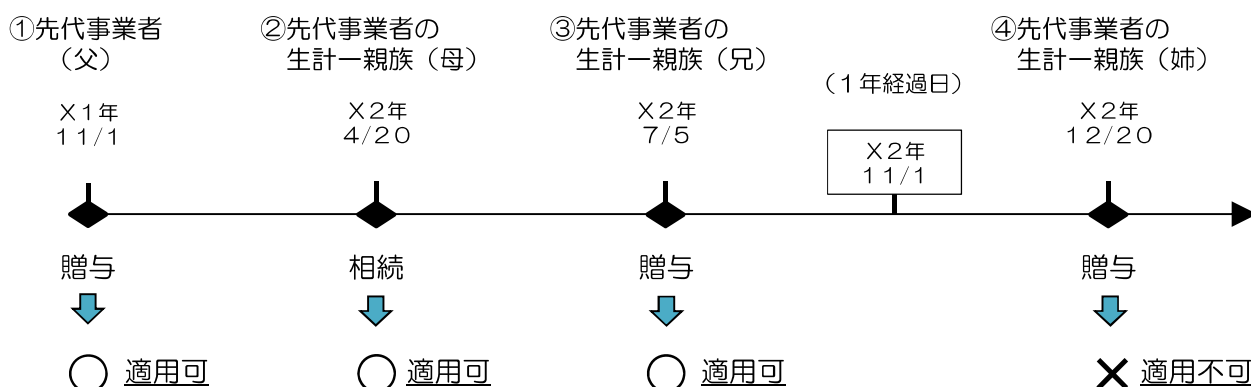 ①先代事業者
（父）
X1年
11/1
贈与
○ 適用可
②先代事業者の
生計一親族（母）
X2年
4/20
相続
○ 適用可
③先代事業者の
生計一親族（兄）
X2年
7/5
贈与
○ 適用可
（1年経過日）
X2年
11/1
④先代事業者の
生計一親族（姉）
X2年
12/20
贈与
× 適用不可